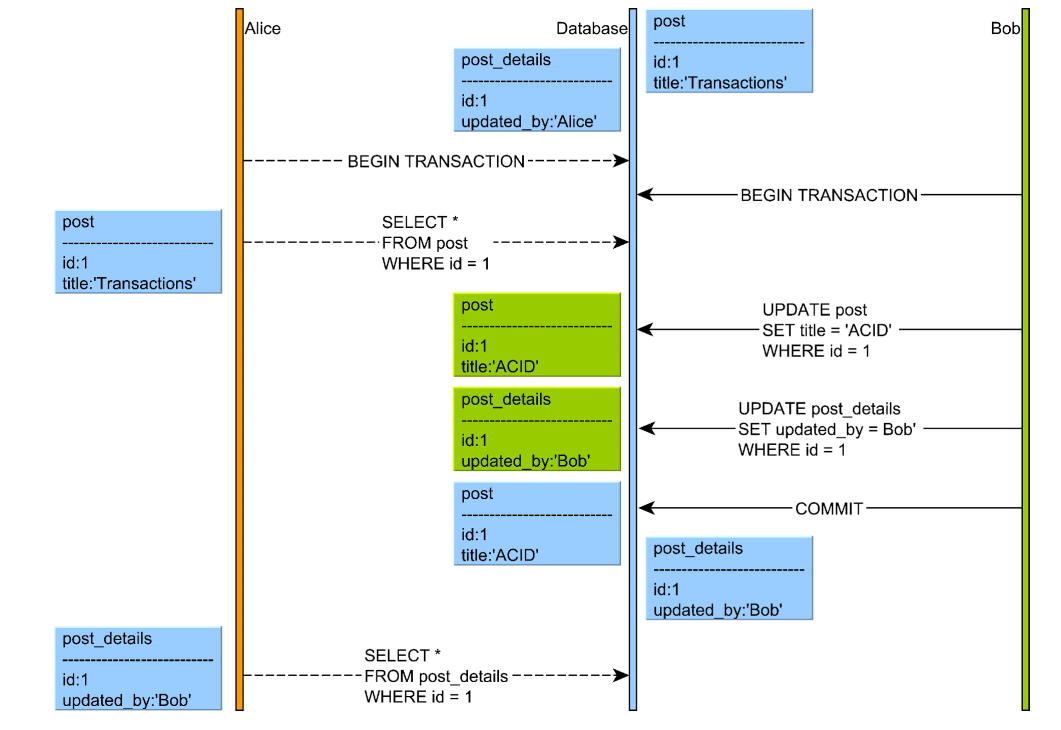 Alice
Database
Bob
post
---------------------------
id:1
title:'Transactions'
post_details
---------------------------
id:1
updated_by:'Alice'
BEGIN TRANSACTION
BEGIN TRANSACTION
post
---------------------------
id:1
title:'Transactions'
SELECT *
FROM post
WHERE id = 1
post
---------------------------
id:1
title:'ACID'
UPDATE post
SET title = 'ACID'
WHERE id = 1
post_details
---------------------------
id:1
updated_by:'Bob'
UPDATE post_details
SET updated_by = Bob'
WHERE id = 1
post
---------------------------
id:1
title:'ACID'
COMMIT
post_details
---------------------------
id:1
updated_by:'Bob'
post_details
---------------------------
id:1
updated_by:'Bob'
SELECT *
FROM post_details
WHERE id = 1